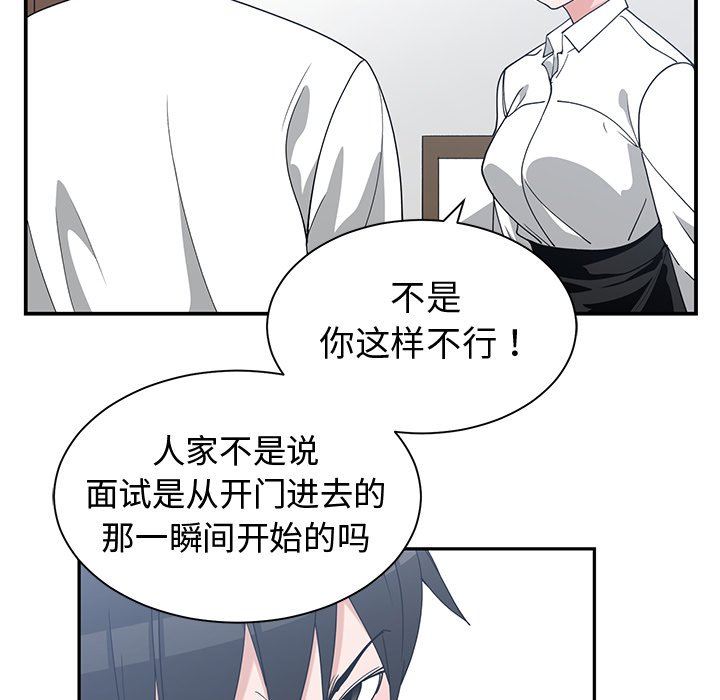 不是
你这样不行！
人家不是说
面试是从开门进去的
那一瞬间开始的吗